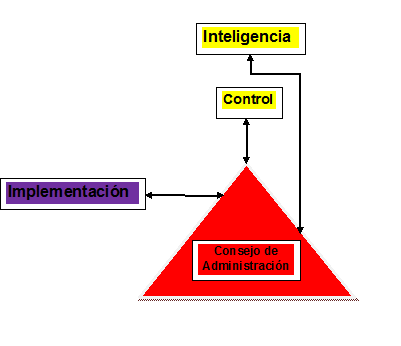 Inteligencia
Control
Implementación
Consejo de
Administración